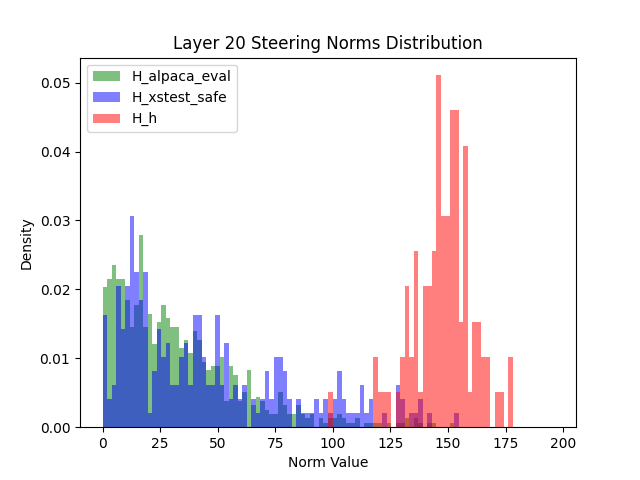 Layer 20 Steering Norms Distribution
H_alpaca_eval
H_xstest_safe
H_h
0.05
0.04
0.03
0.02
0.01
0.00
Density
0 25 50 75 100 125 150 175 200
Norm Value